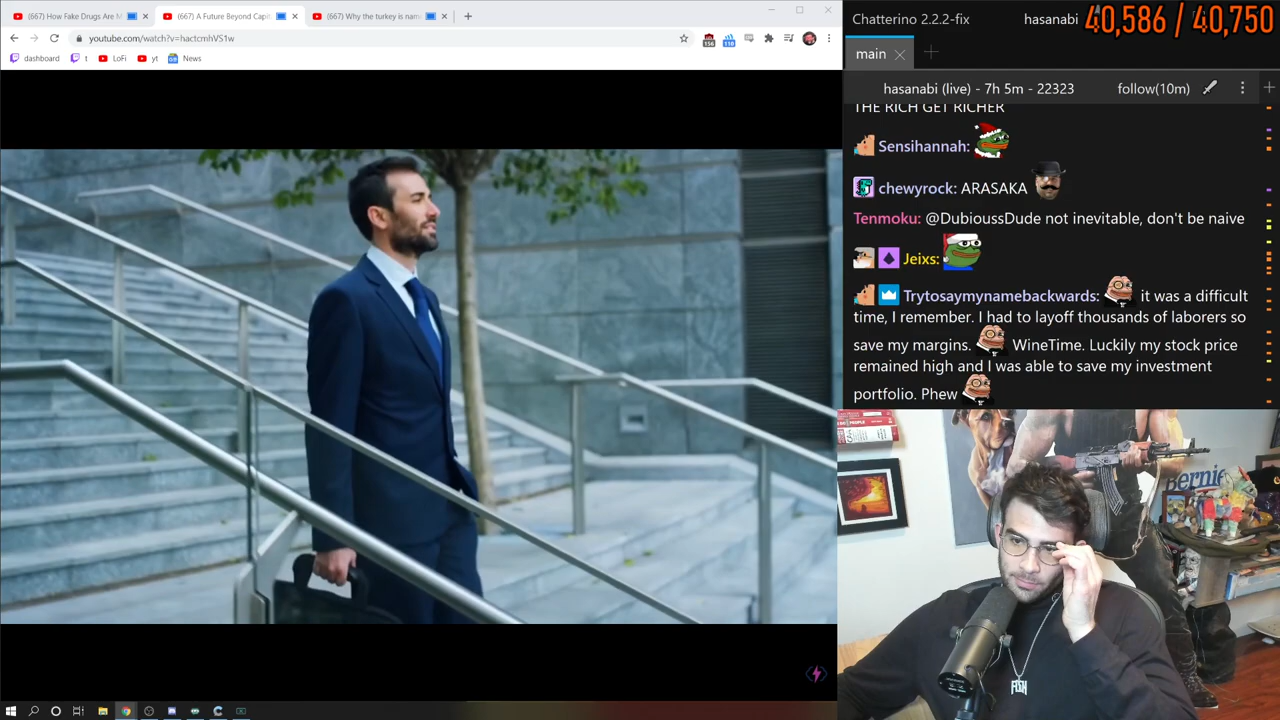 (667) How Fake Drugs Are M
(667) A Future Beyond Capit
(667) Why the turkey is nam
youtube.com/watch?v=hactcmhVS1w
156
118
dashboard
t
LoFi
yt
News
Chatterino 2.2.2-fix
hasanabi
40,586 / 40,750
main
hasanabi (live) - 7h 5m - 22323
follow(10m)
THE RICH GET RICHER
Sensihannah:
chewyrock: ARASAKA
Tenmoku: @DubioussDude not inevitable, don't be naive
Jeixs:
Trytosaymynamebackwards: it was a difficult
time, I remember. I had to layoff thousands of laborers so
save my margins. WineTime. Luckily my stock price
remained high and I was able to save my investment
portfolio. Phew
Bernie